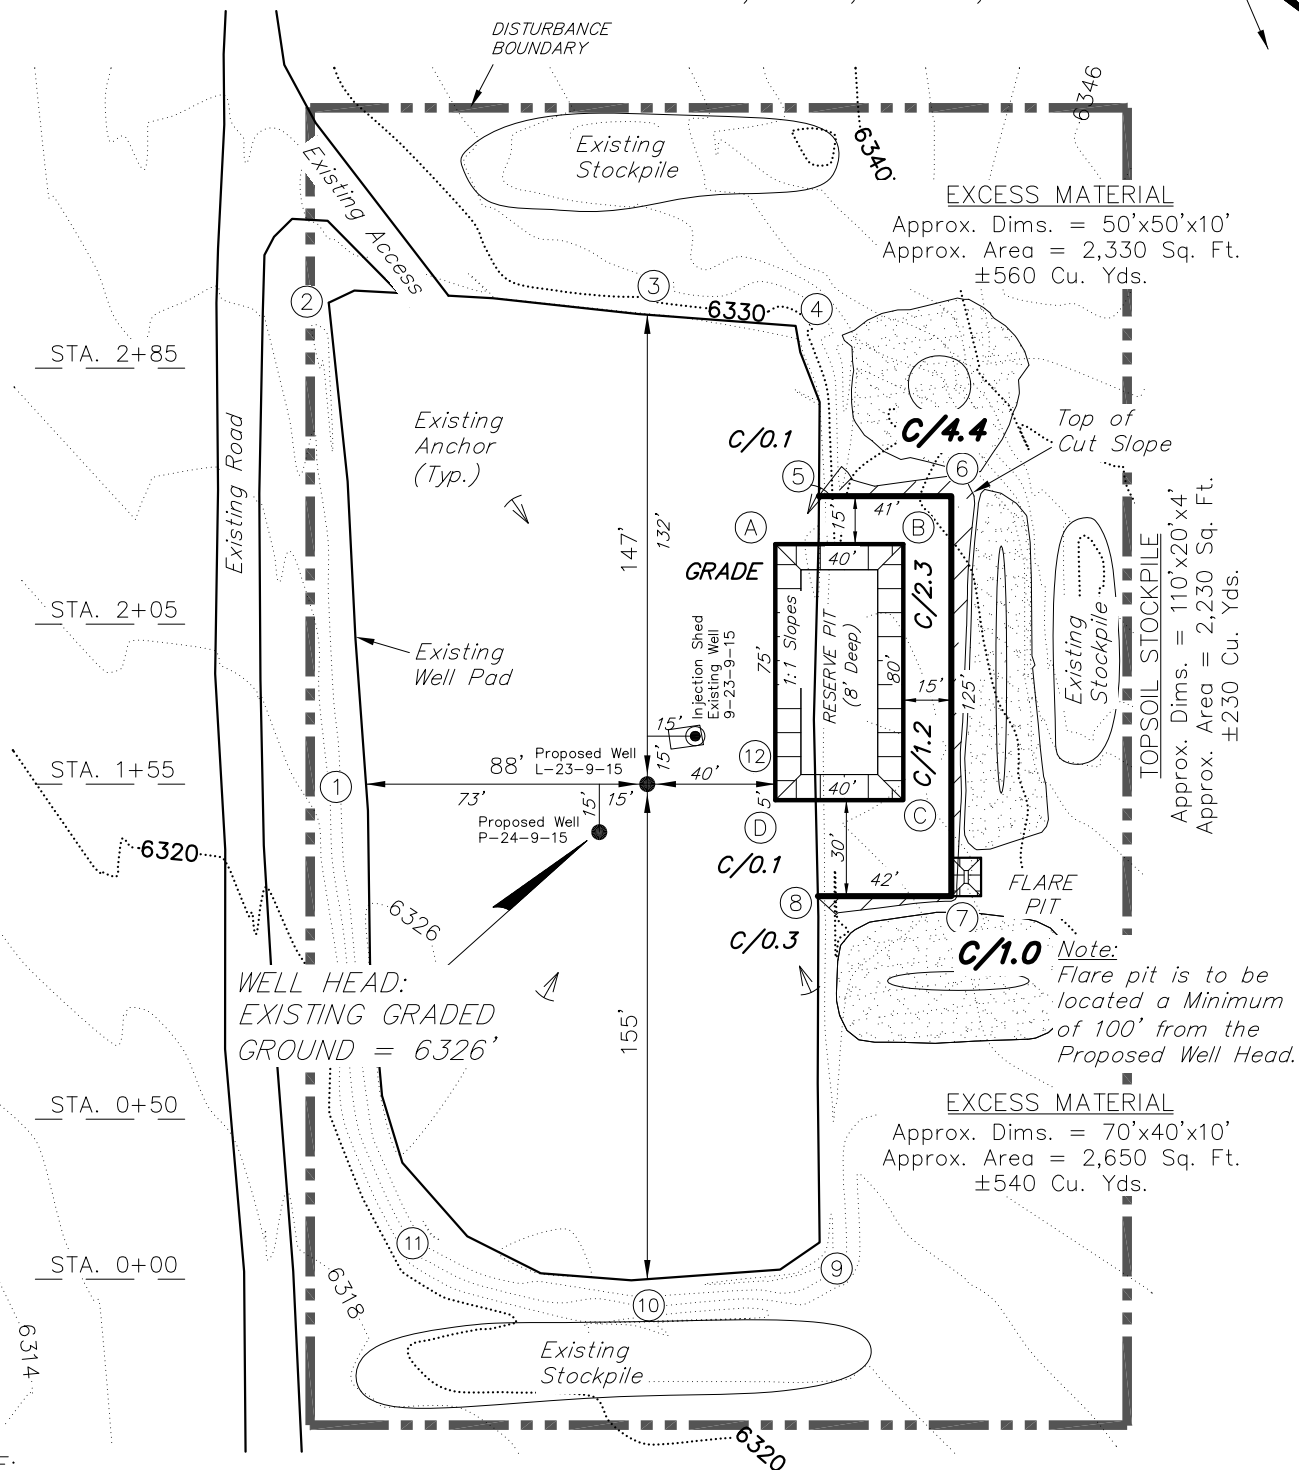 DISTURBANCE
BOUNDARY
6346
Existing
Stockpile
6340
EXCESS MATERIAL
Approx. Dims. = 50'x50'x10'
Approx. Area = 2,330 Sq. Ft.
±560 Cu. Yds.
Existing Access
2
3
6330
4
STA. 2+85
Existing Road
Existing
Anchor
(Typ.)
C/0.1
C/4.4
Top of
Cut Slope
5
6
147'
132'
15'
41'
A
B
40'
GRADE
C/2.3
STA. 2+05
Existing
Well Pad
Injection Shed
Existing Well
9-23-9-15
75'
1:1 Slopes
RESERVE PIT
(8' Deep)
80'
15'
125'
Existing
Stockpile
TOPSOIL STOCKPILE
Approx. Dims. = 110'x20'x4'
Approx. Area = 2,230 Sq. Ft.
±230 Cu. Yds.
15'
15'
C/1.2
STA. 1+55
1
88'
Proposed Well
L-23-9-15
12
40'
73'
15'
15'
5'
40'
Proposed Well
P-24-9-15
D
C
6320
C/0.1
30'
42'
FLARE
PIT
6326
8
7
C/0.3
C/1.0
Note:
Flare pit is to be
located a Minimum
of 100' from the
Proposed Well Head.
WELL HEAD:
EXISTING GRADED
GROUND = 6326'
155'
STA. 0+50
EXCESS MATERIAL
Approx. Dims. = 70'x40'x10'
Approx. Area = 2,650 Sq. Ft.
±540 Cu. Yds.
11
STA. 0+00
9
10
6318
6314
Existing
Stockpile
6320